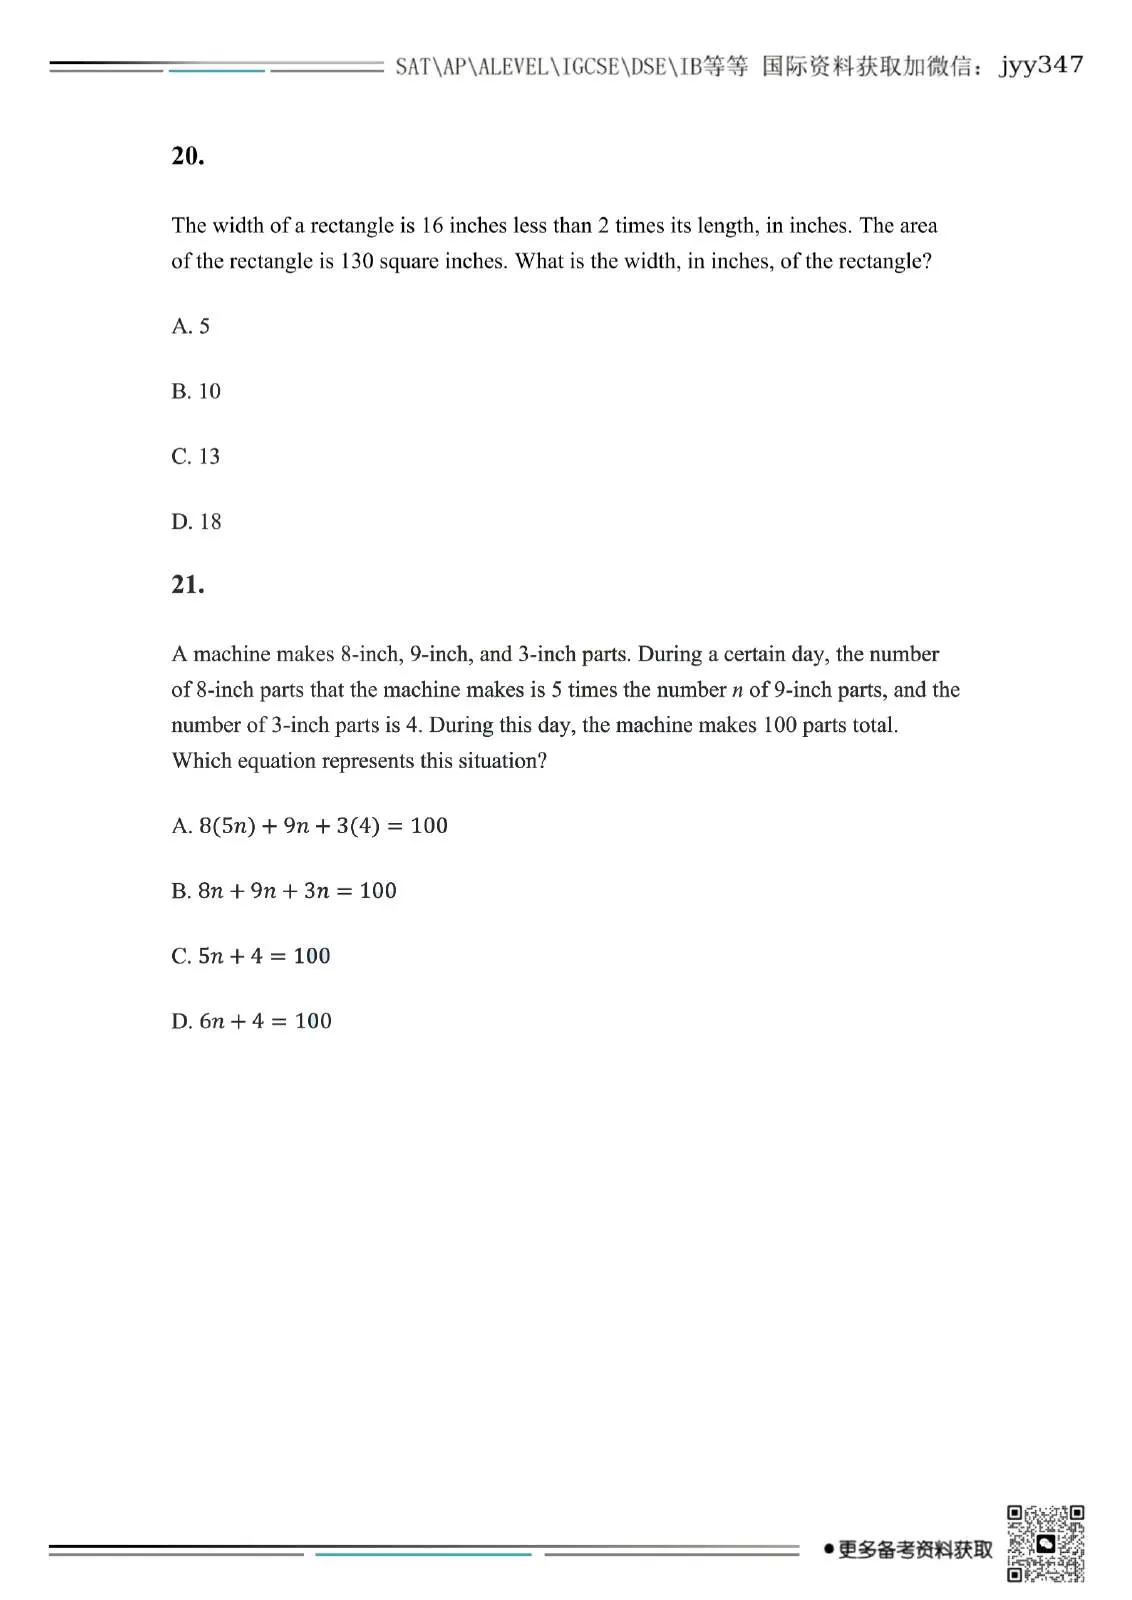 SAT\AP\ALEVEL\IGCSE\DSE\IB等等 国际资料获取加微信： jyy347
20.
The width of a rectangle is 16 inches less than 2 times its length, in inches. The area
of the rectangle is 130 square inches. What is the width, in inches, of the rectangle?
A. 5
B. 10
C. 13
D. 18
21.
A machine makes 8-inch, 9-inch, and 3-inch parts. During a certain day, the number
of 8-inch parts that the machine makes is 5 times the number n of 9-inch parts, and the
number of 3-inch parts is 4. During this day, the machine makes 100 parts total.
Which equation represents this situation?
A. 8(5n) + 9n + 3(4) = 100
B. 8n + 9n + 3n = 100
C. 5n + 4 = 100
D. 6n + 4 = 100
●更多备考资料获取